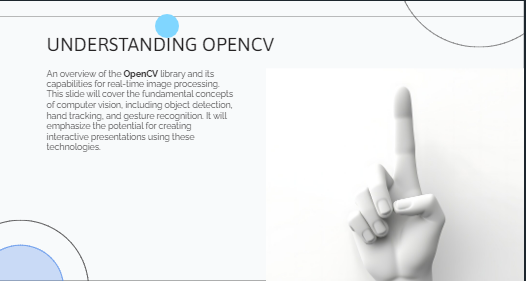 UNDERSTANDING OPENCV
An overview of the OpenCV library and its
capabilities for real-time image processing.
This slide will cover the fundamental concepts
of computer vision, including object detection,
hand tracking, and gesture recognition. It will
emphasize the potential for creating
interactive presentations using these
technologies.